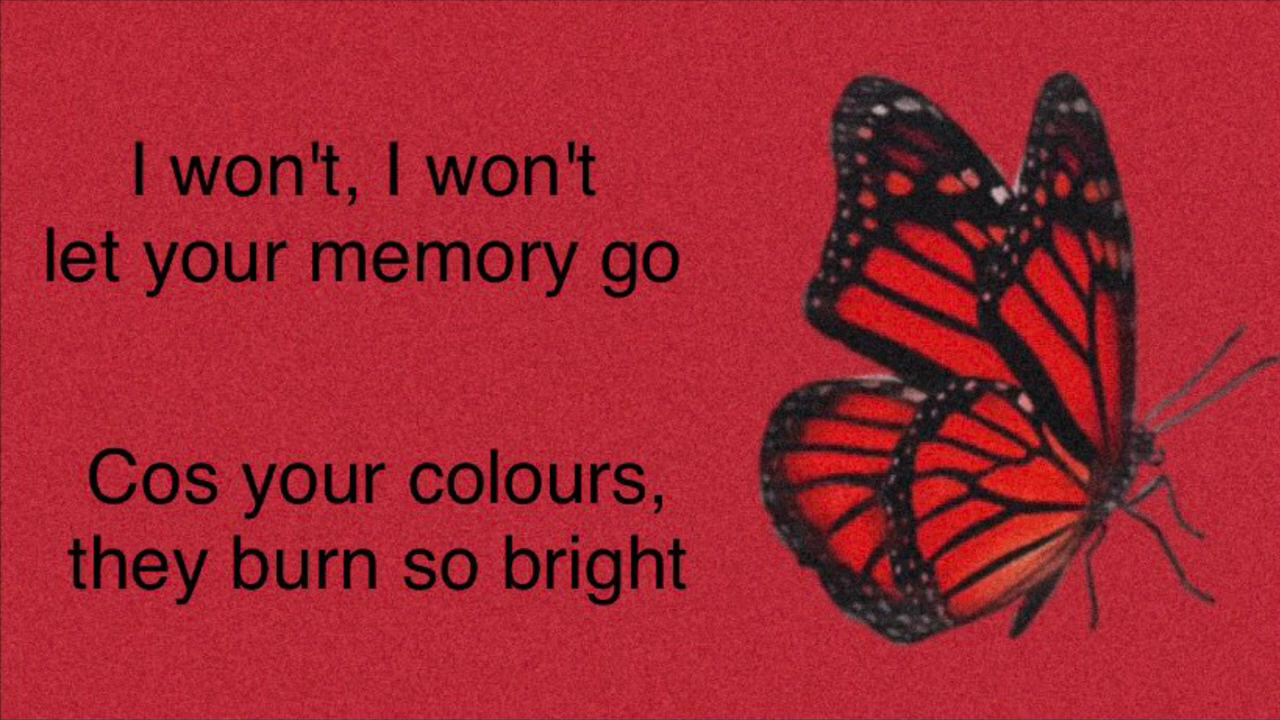 I won't, I won't
let your memory go
Cos your colours,
they burn so bright